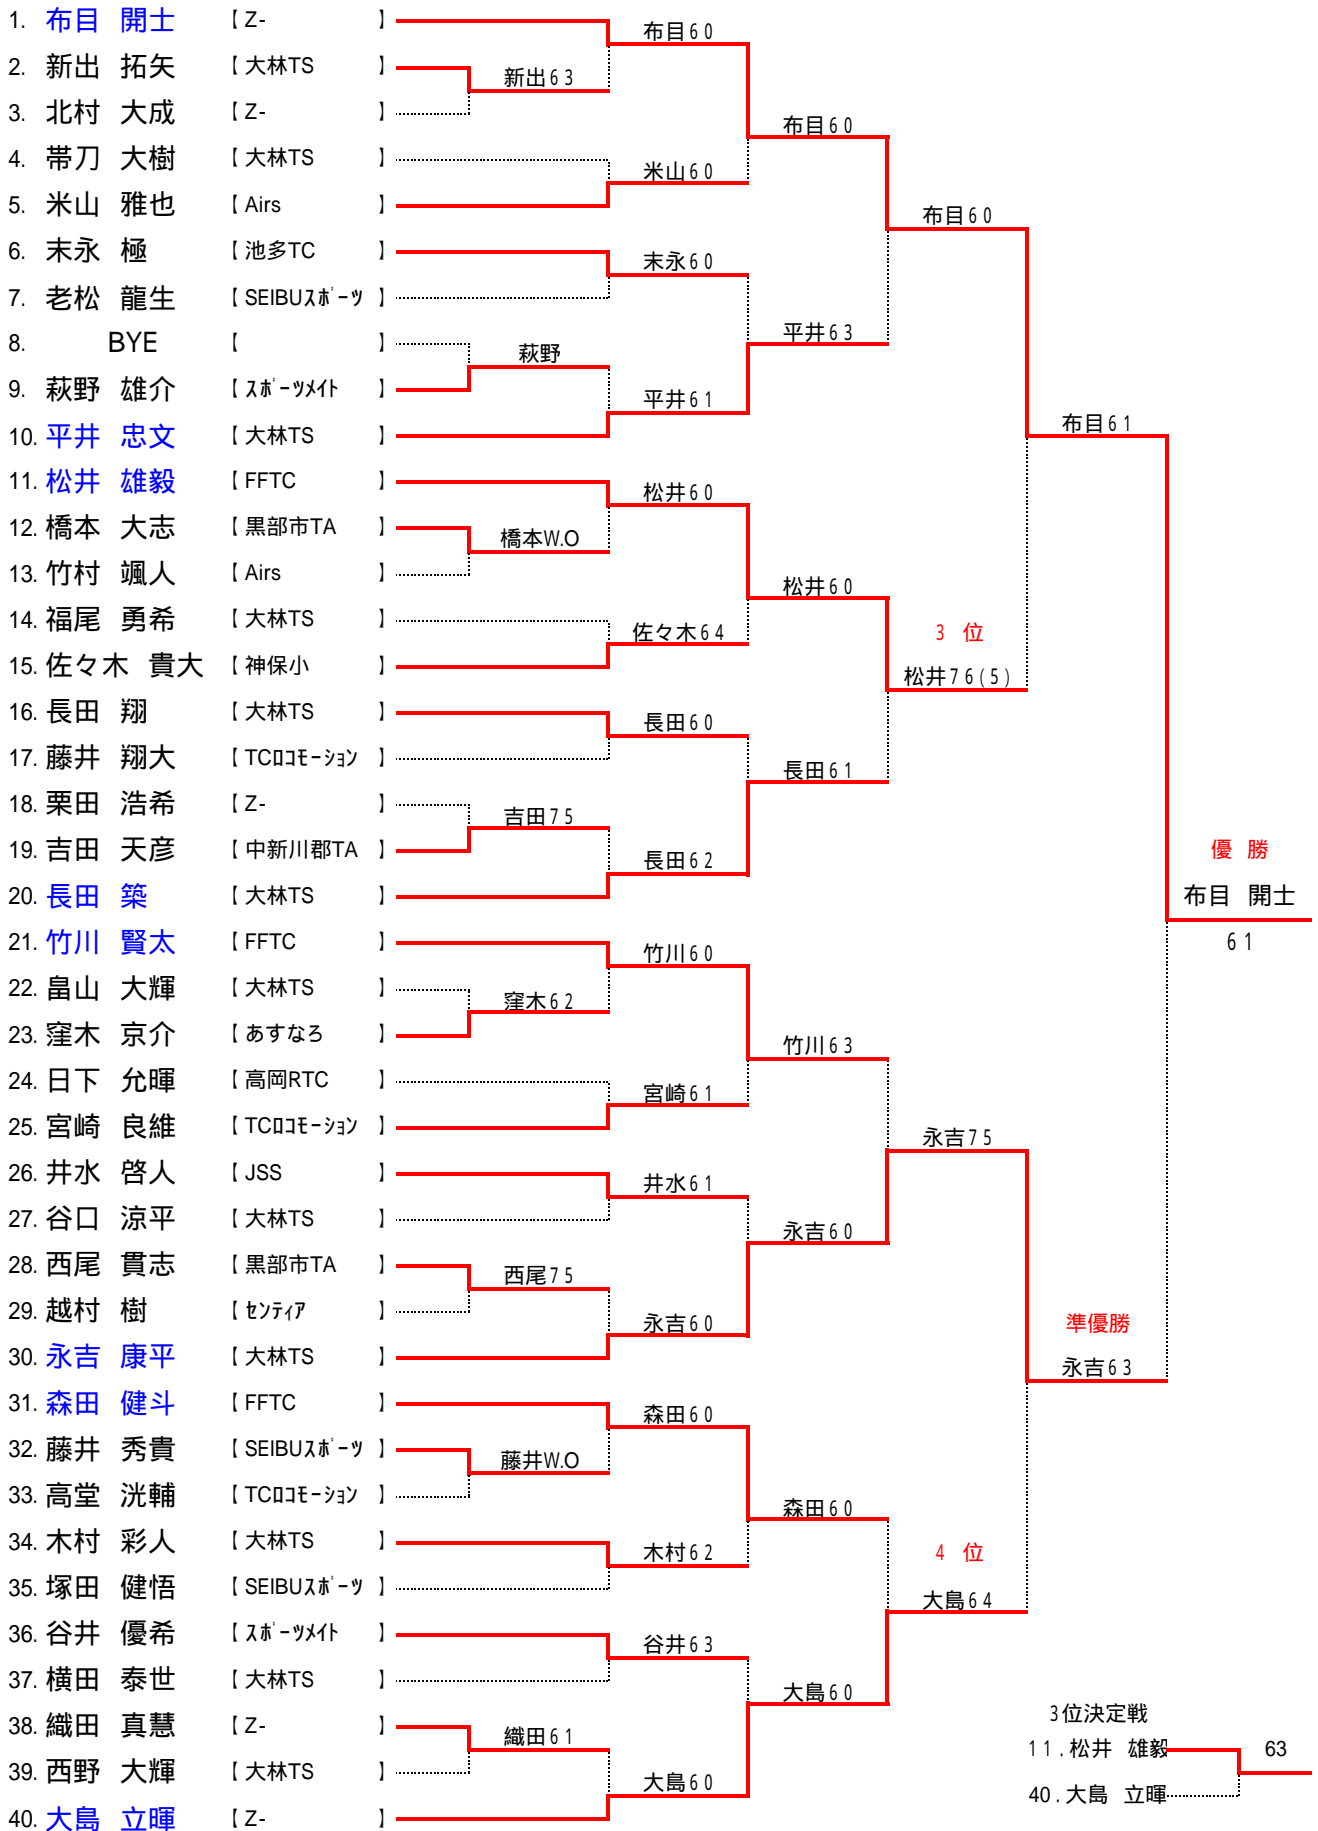 1. 布目 開士 【 Z- 】
布目60
2. 新出 拓矢 【 大林TS 】
新出63
3. 北村 大成 【 Z- 】
布目60
4. 帯刀 大樹 【 大林TS 】
米山60
5. 米山 雅也 【 Airs 】
布目60
6. 末永 極 【 池多TC 】
末永60
7. 老松 龍生 【 SEIBUｽﾎﾟｰﾂ 】
平井63
8. BYE 【 】
萩野
9. 萩野 雄介 【 ｽﾎﾟｰﾂﾒｲﾄ 】
平井61
布目61
10. 平井 忠文 【 大林TS 】
11. 松井 雄毅 【 FFTC 】
松井60
12. 橋本 大志 【 黒部市TA 】
橋本W.O
13. 竹村 颯人 【 Airs 】
松井60
14. 福尾 勇希 【 大林TS 】
佐々木64
3 位
15. 佐々木 貴大 【 神保小 】
松井76(5)
16. 長田 翔 【 大林TS 】
長田60
17. 藤井 翔大 【 TCﾛｺﾓｰｼｮﾝ 】
長田61
18. 栗田 浩希 【 Z- 】
吉田75
19. 吉田 天彦 【 中新川郡TA 】
長田62
優 勝
20. 長田 築 【 大林TS 】
布目 開士
21. 竹川 賢太 【 FFTC 】
竹川60
61
22. 畠山 大輝 【 大林TS 】
窪木62
23. 窪木 京介 【 あすなろ 】
竹川63
24. 日下 允暉 【 高岡RTC 】
宮崎61
25. 宮崎 良維 【 TCﾛｺﾓｰｼｮﾝ 】
永吉75
26. 井水 啓人 【 JSS 】
井水61
27. 谷口 涼平 【 大林TS 】
永吉60
28. 西尾 貫志 【 黒部市TA 】
西尾75
29. 越村 樹 【 ｾﾝﾃｨｱ 】
永吉60
準優勝
30. 永吉 康平 【 大林TS 】
永吉63
31. 森田 健斗 【 FFTC 】
森田60
32. 藤井 秀貴 【 SEIBUｽﾎﾟｰﾂ 】
藤井W.O
33. 高堂 洸輔 【 TCﾛｺﾓｰｼｮﾝ 】
森田60
34. 木村 彩人 【 大林TS 】
木村62
4 位
35. 塚田 健悟 【 SEIBUｽﾎﾟｰﾂ 】
大島64
36. 谷井 優希 【 ｽﾎﾟｰﾂﾒｲﾄ 】
谷井63
37. 横田 泰世 【 大林TS 】
大島60
38. 織田 真慧 【 Z- 】
織田61
39. 西野 大輝 【 大林TS 】
大島60
40. 大島 立暉 【 Z- 】
3位決定戦
11.松井 雄毅 63
40.大島 立暉